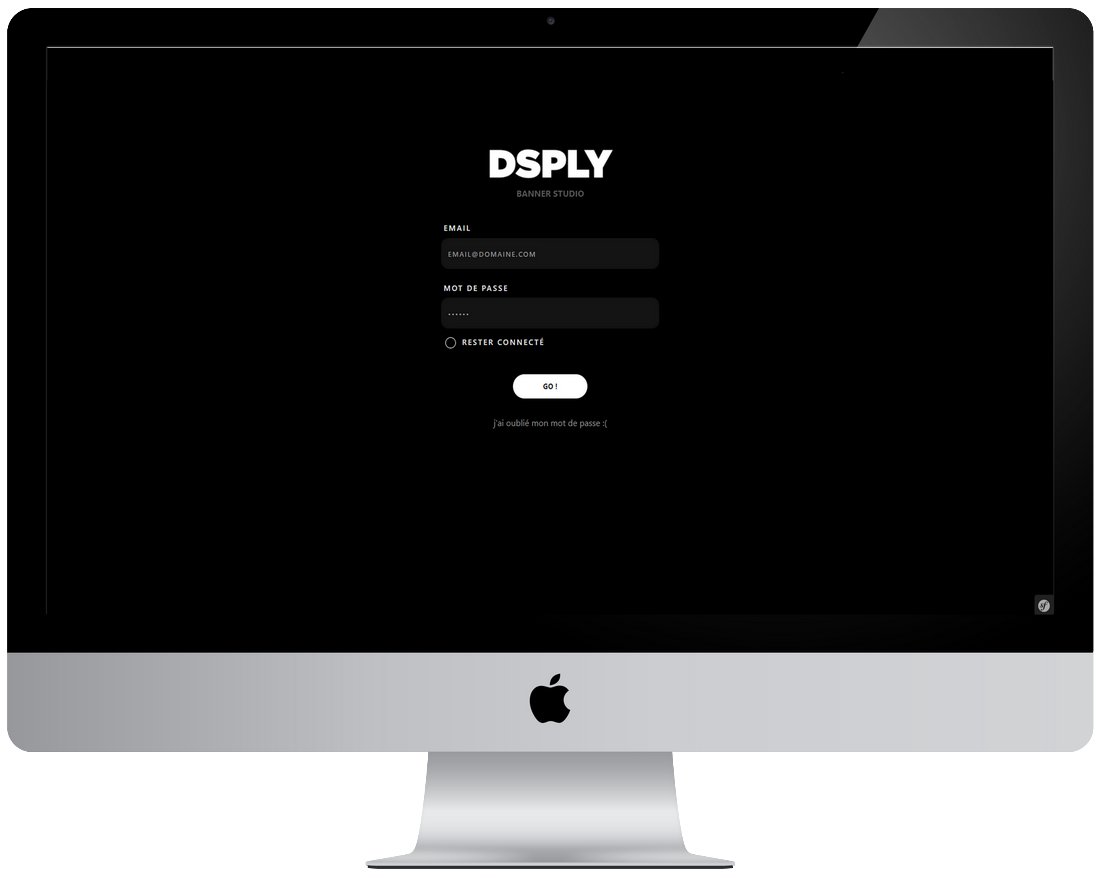 DSPLY
BANNER STUDIO
EMAIL
EMAIL@DOMAINE.COM
MOT DE PASSE
••••••
RESTER CONNECTÉ
GO !
j'ai oublié mon mot de passe :(
sf